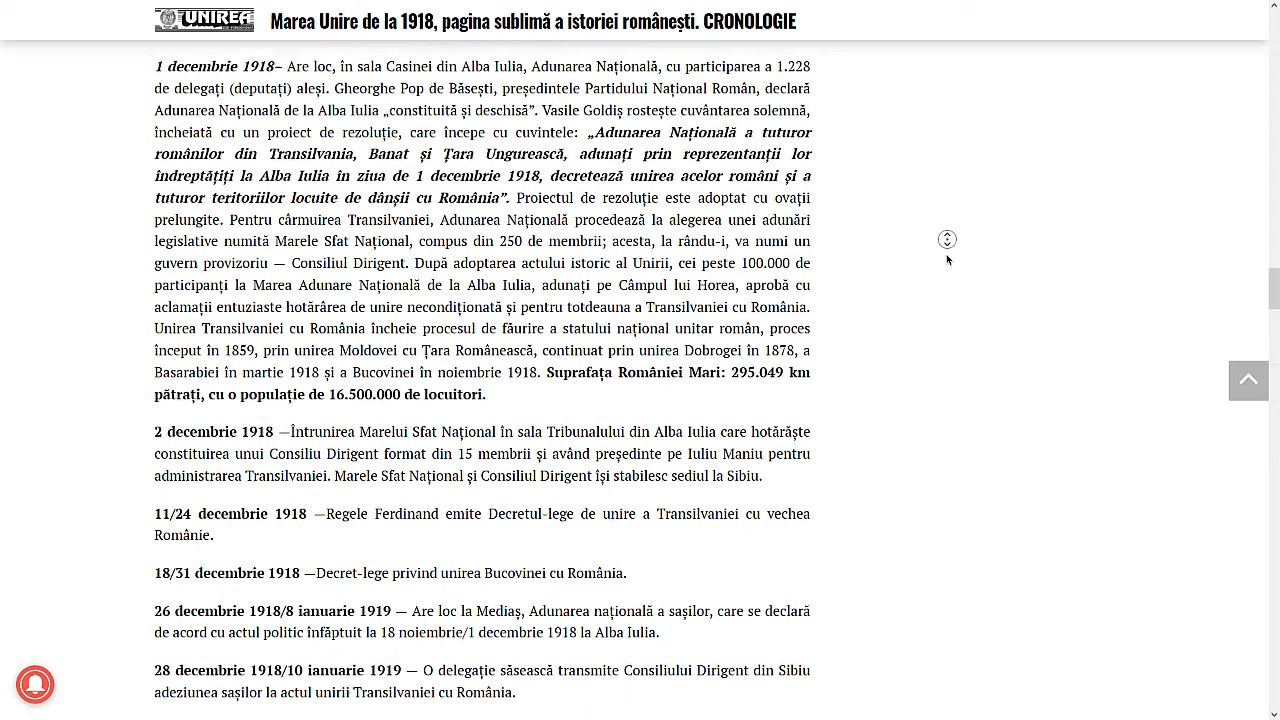 UNIREA
Marea Unire de la 1918, pagina sublimă a istoriei românești. CRONOLOGIE
1 decembrie 1918– Are loc, în sala Casinei din Alba Iulia, Adunarea Națională, cu participarea a 1.228
de delegați (deputați) aleși. Gheorghe Pop de Băsești, președintele Partidului Național Român, declară
Adunarea Națională de la Alba Iulia „constituită și deschisă”. Vasile Goldiș rostește cuvântarea solemnă,
încheiată cu un proiect de rezoluție, care începe cu cuvintele: „Adunarea Națională a tuturor
românilor din Transilvania, Banat și Țara Ungurească, adunați prin reprezentanții lor
îndreptățiți la Alba Iulia în ziua de 1 decembrie 1918, decretează unirea acelor români și a
tuturor teritoriilor locuite de dânșii cu România”. Proiectul de rezoluție este adoptat cu ovații
prelungite. Pentru cârmuirea Transilvaniei, Adunarea Națională procedează la alegerea unei adunări
legislative numită Marele Sfat Național, compus din 250 de membrii; acesta, la rându-i, va numi un
guvern provizoriu — Consiliul Dirigent. După adoptarea actului istoric al Unirii, cei peste 100.000 de
participanți la Marea Adunare Națională de la Alba Iulia, adunați pe Câmpul lui Horea, aprobă cu
aclamații entuziaste hotărârea de unire necondiționată și pentru totdeauna a Transilvaniei cu România.
Unirea Transilvaniei cu România încheie procesul de făurire a statului național unitar român, proces
început în 1859, prin unirea Moldovei cu Țara Românească, continuat prin unirea Dobrogei în 1878, a
Basarabiei în martie 1918 și a Bucovinei în noiembrie 1918. Suprafața României Mari: 295.049 km
pătrați, cu o populație de 16.500.000 de locuitori.
2 decembrie 1918 —Întrunirea Marelui Sfat Național în sala Tribunalului din Alba Iulia care hotărăște
constituirea unui Consiliu Dirigent format din 15 membrii și având președinte pe Iuliu Maniu pentru
administrarea Transilvaniei. Marele Sfat Național și Consiliul Dirigent își stabilesc sediul la Sibiu.
11/24 decembrie 1918 —Regele Ferdinand emite Decretul-lege de unire a Transilvaniei cu vechea
Românie.
18/31 decembrie 1918 —Decret-lege privind unirea Bucovinei cu România.
26 decembrie 1918/8 ianuarie 1919 — Are loc la Mediaș, Adunarea națională a sașilor, care se declară
de acord cu actul politic înfăptuit la 18 noiembrie/1 decembrie 1918 la Alba Iulia.
28 decembrie 1918/10 ianuarie 1919 — O delegație săsească transmite Consiliului Dirigent din Sibiu
adeziunea sașilor la actul unirii Transilvaniei cu România.